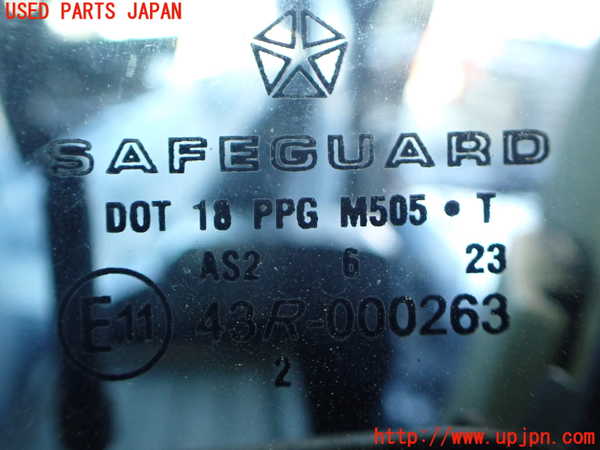 USED PARTS JAPAN
SAFEGUARD
DOT 18 PPG M505 • T
AS2 6 23
E11 43R-000263
2
http://www.upjpn.com/